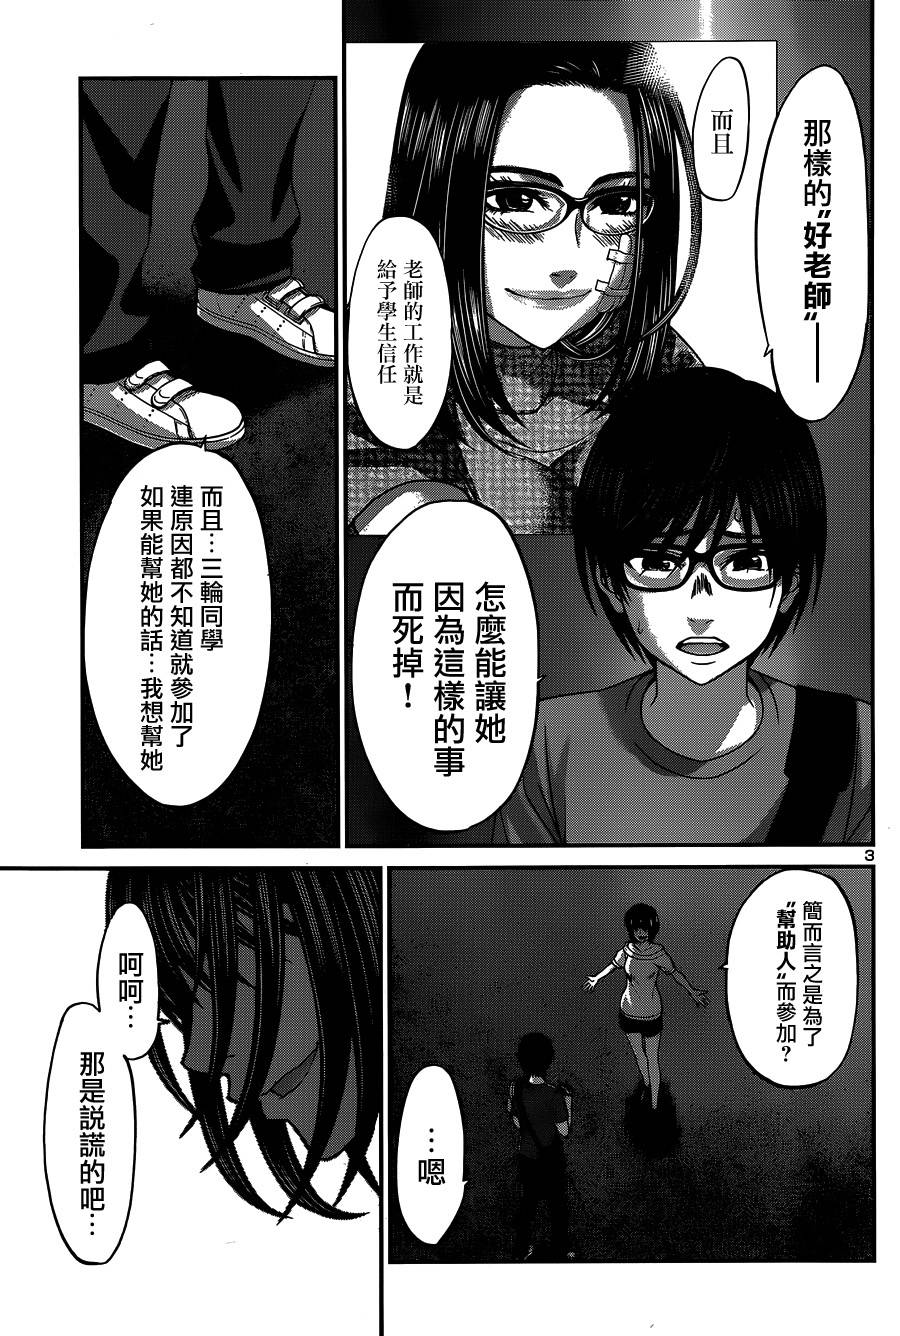 那樣的"好老師"——
而且
老師的工作就是
給予學生信任
怎麼能讓她
因為這樣的事
而死掉！
而且…三輪同學
連原因都不知道就參加了
如果能幫她的話…我想幫她
3
簡而言之是為了
"幫助人"而參加？
…嗯
呵呵…
那是説謊的吧…